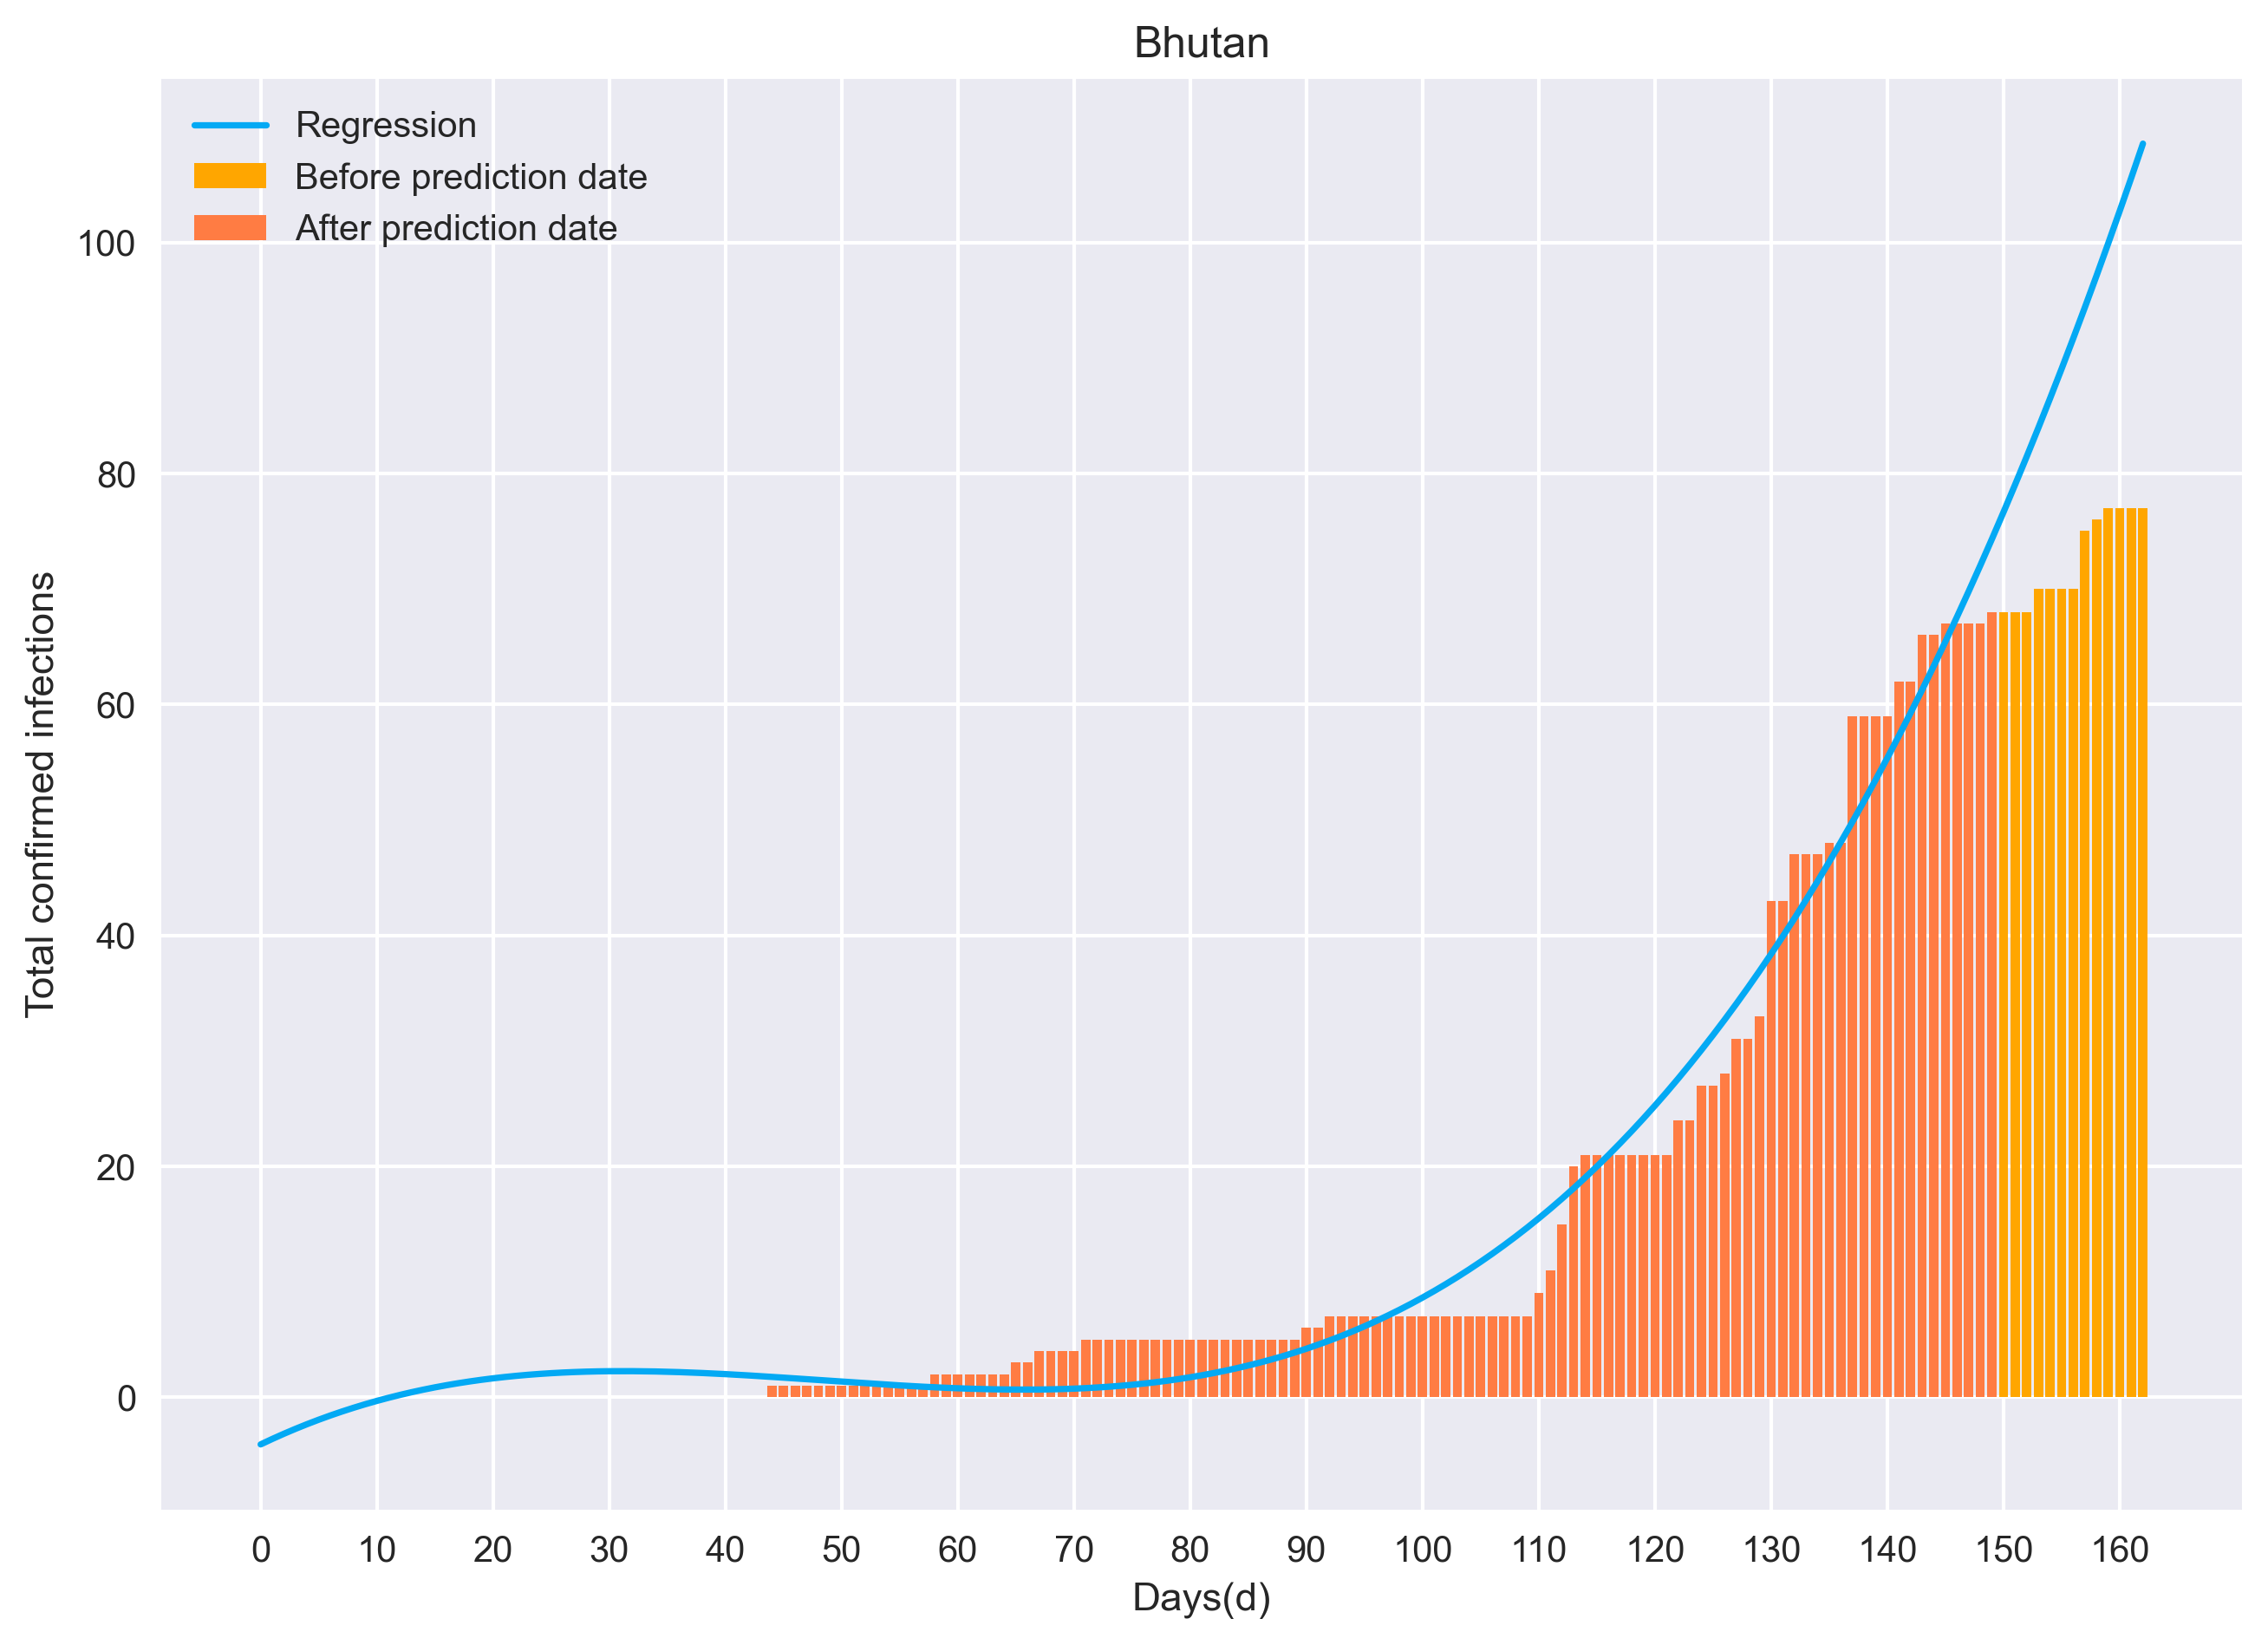 Bhutan
Regression
Before prediction date
After prediction date
100
80
60
40
20
0
Total confirmed infections
0 10 20 30 40 50 60 70 80 90 100 110 120 130 140 150 160
Days(d)